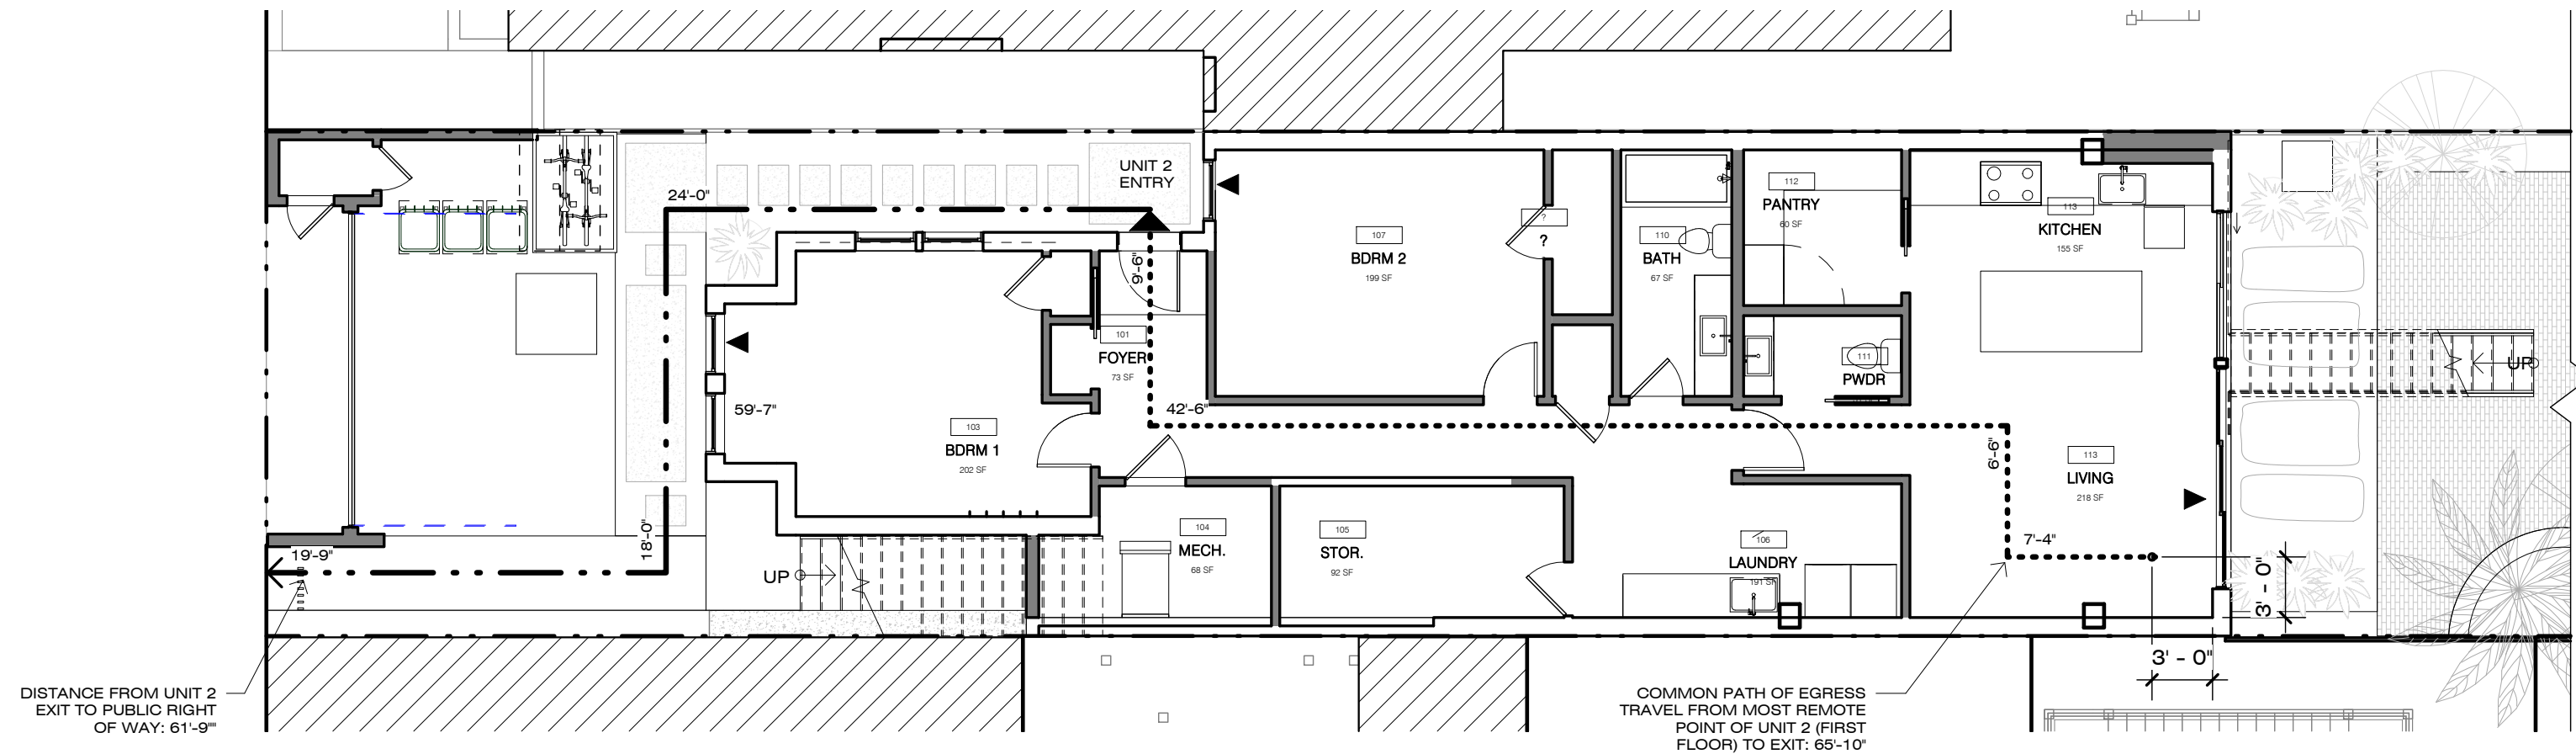 UNIT 2
ENTRY
24'-0"
9'-6"
101
FOYER
73 SF
59'-7"
42'-6"
103
BDRM 1
202 SF
107
BDRM 2
199 SF
?
?
110
BATH
67 SF
112
PANTRY
60 SF
111
PWDR
113
KITCHEN
155 SF
UP
6'-6"
113
LIVING
218 SF
18'-0"
19'-9"
UP
104
MECH.
68 SF
105
STOR.
92 SF
106
LAUNDRY
191 SF
7'-4"
3' - 0"
3' - 0"
DISTANCE FROM UNIT 2
EXIT TO PUBLIC RIGHT
OF WAY: 61'-9""
COMMON PATH OF EGRESS
TRAVEL FROM MOST REMOTE
POINT OF UNIT 2 (FIRST
FLOOR) TO EXIT: 65'-10"